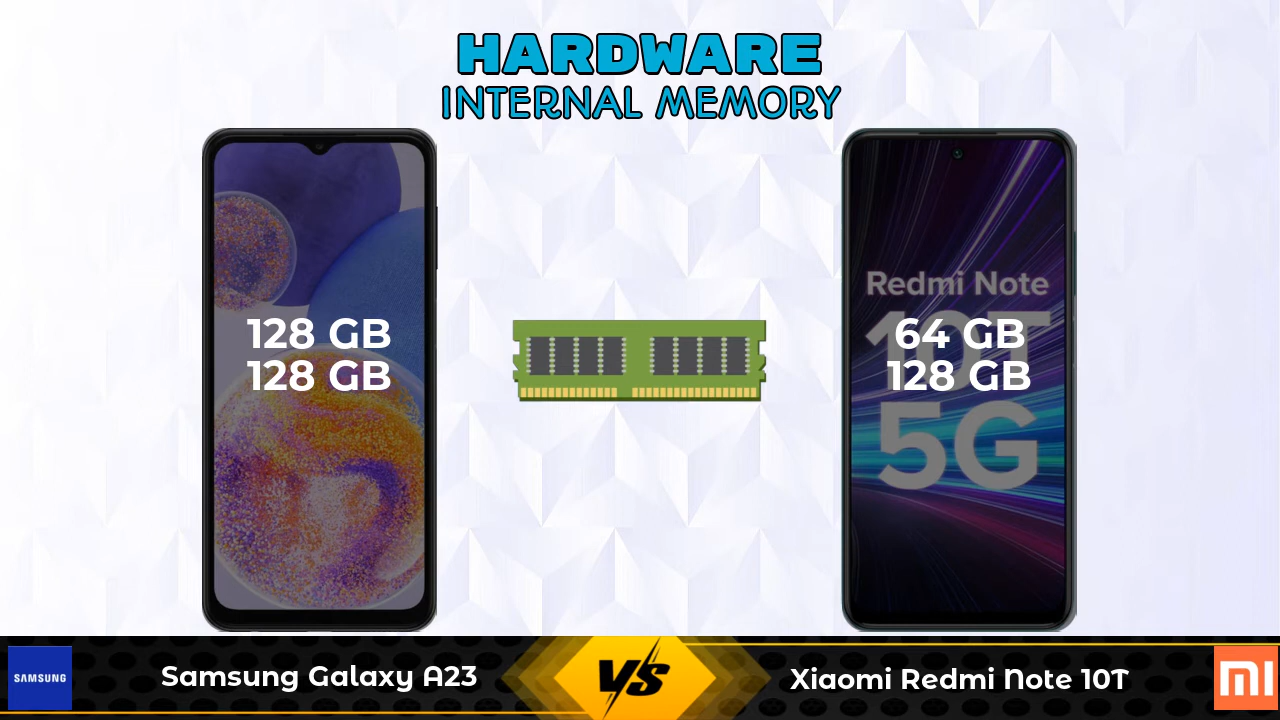 HARDWARE
INTERNAL MEMORY
128 GB
128 GB
Redmi Note
10T
5G
64 GB
128 GB
SAMSUNG
Samsung Galaxy A23
VS
Xiaomi Redmi Note 10T
MI